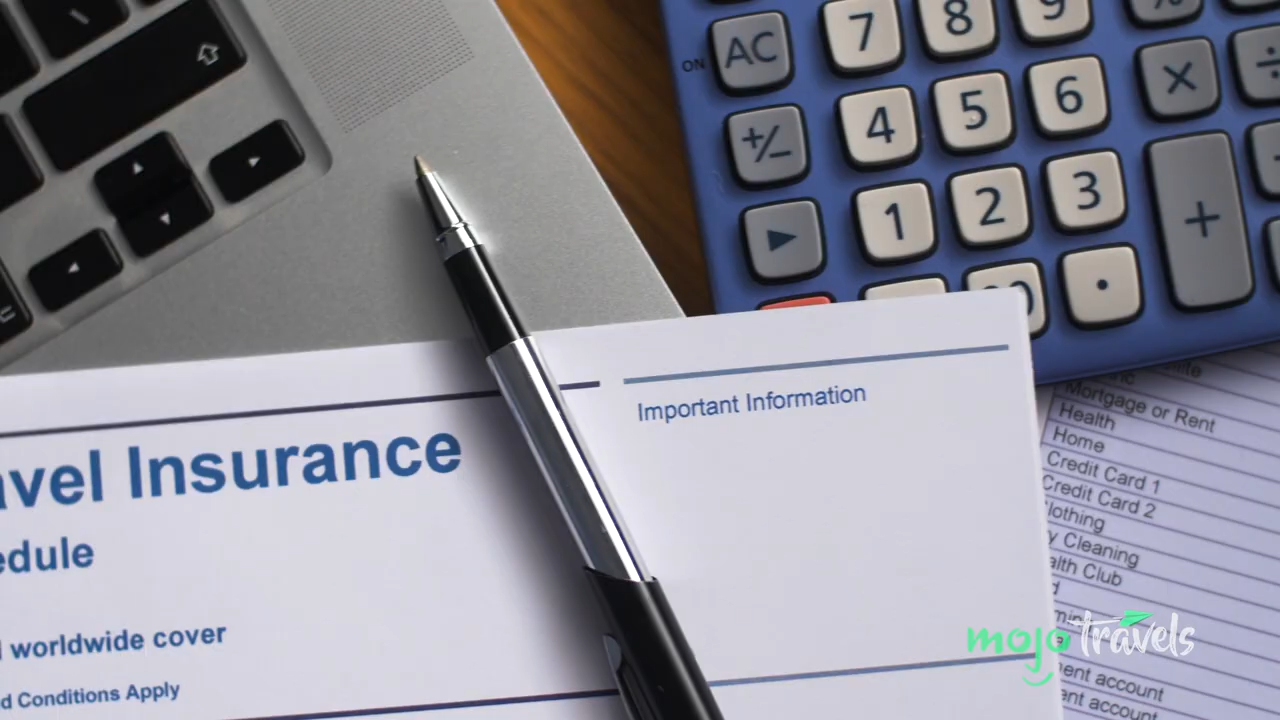 AC
7
8
9
%
ON
+/−
4
5
6
×
÷
1
2
3
+
.
Important Information
avel Insurance
edule
worldwide cover
d Conditions Apply
Mortgage or Rent
Health
Home
Credit Card 1
Credit Card 2
lothing
y Cleaning
alth Club
d
ent account
ent account
mojo travels